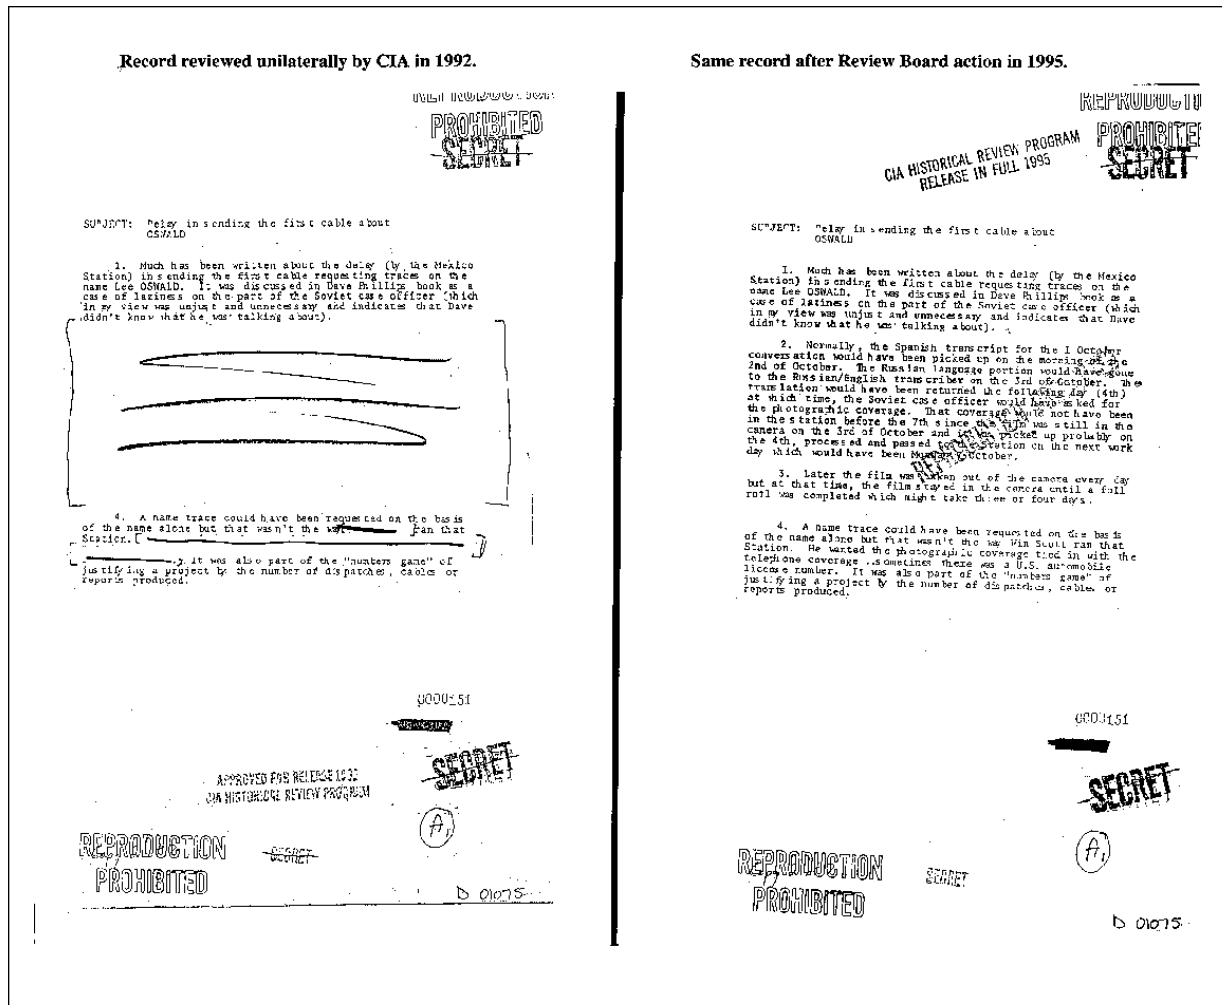 Record reviewed unilaterally by CIA in 1992.
PROHIBITED
SECRET
SUBJECT: Delay in sending the first cable about
OSWALD
1. Much has been written about the delay (by the Mexico
Station) in sending the first cable requesting traces on the
name Lee OSWALD. It was discussed in Dave Phillips book as a
case of laziness on the part of the Soviet case officer (which
in my view was unjust and unnecessary and indicates that Dave
didn't know that he was talking about).
4. A name trace could have been requested on the basis
of the name alone but that wasn't the way ran that
Station.
It was also part of the "numbers game" of
justifying a project by the number of dispatches, cables or
reports produced.
0000151
SECRET
APPROVED FOR RELEASE
CIA HISTORICAL REVIEW PROGRAM
A,
REPRODUCTION
PROHIBITED
SECRET
D 01075
Same record after Review Board action in 1995.
REPRODUCTI
PROHIBITE
SECRET
CIA HISTORICAL REVIEW PROGRAM
RELEASE IN FULL 1995
SUBJECT: Delay in sending the first cable about
OSWALD
1. Much has been written about the delay (by the Mexico
Station) in sending the first cable requesting traces on the
name Lee OSWALD. It was discussed in Dave Phillips book as a
case of laziness on the part of the Soviet case officer (which
in my view was unjust and unnecessary and indicates that Dave
didn't know that he was talking about).
2. Normally, the Spanish transcript for the 1 October
conversation would have been picked up on the morning of the
2nd of October. The Russian language portion would have gone
to the Russian/English transcriber on the 3rd of October. The
translation would have been returned the following day (4th)
at which time, the Soviet case officer would have asked for
the photographic coverage. That coverage would not have been
in the station before the 7th since the film was still in the
camera on the 3rd of October and picked up probably on
the 4th, processed and passed to the station on the next work
day which would have been October.
3. Later the film was taken out of the camera every day
but at that time, the film stayed in the camera until a full
roll was completed which might take three or four days.
4. A name trace could have been requested on the basis
of the name alone but that wasn't the way Win Scott ran that
Station. He wanted the photographic coverage tied in with the
telephone coverage ..sometimes there was a U.S. automobile
license number. It was also part of the "numbers game" of
justifying a project by the number of dispatches, cables or
reports produced.
0000151
SECRET
A,
REPRODUCTION
PROHIBITED
SECRET
D 01075